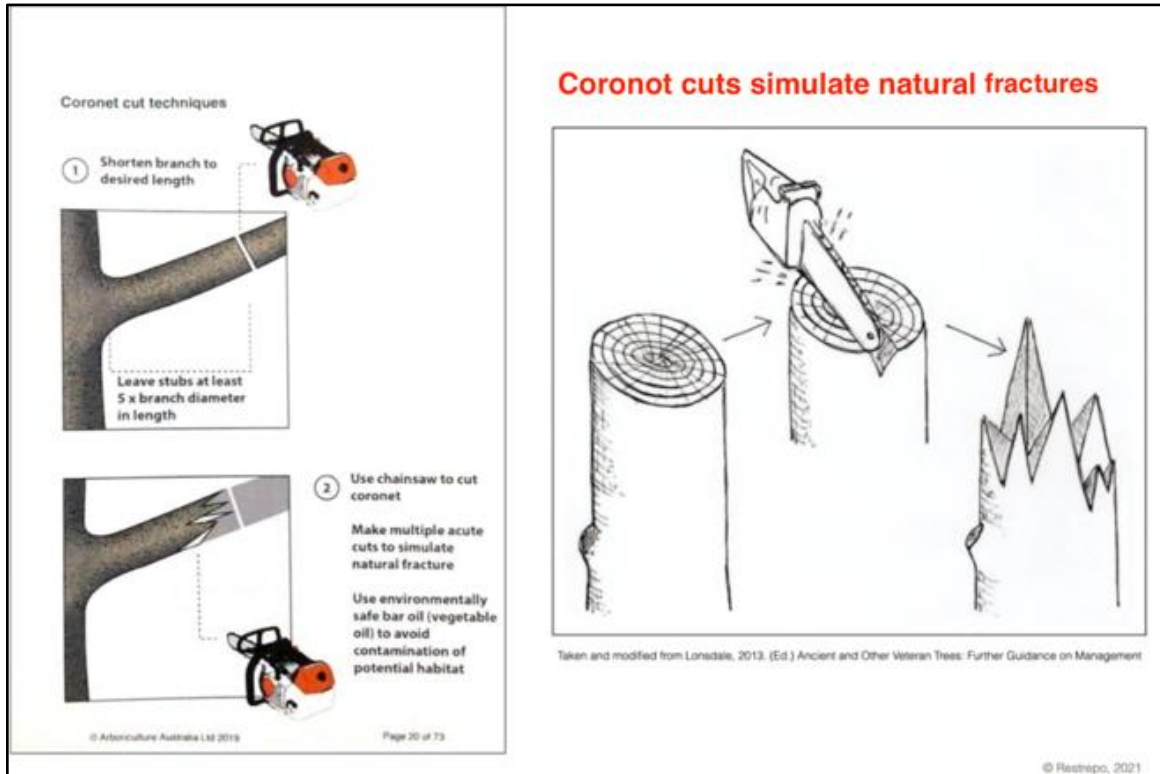 Coronet cut techniques
1
Shorten branch to
desired length
Leave stubs at least
5 x branch diameter
in length
2
Use chainsaw to cut
coronet
Make multiple acute
cuts to simulate
natural fracture
Use environmentally
safe bar oil (vegetable
oil) to avoid
contamination of
potential habitat
© Arboriculture Australia Ltd 2019
Page 20 of 73
Coronot cuts simulate natural fractures
Taken and modified from Lonsdale, 2013. (Ed.) Ancient and Other Veteran Trees: Further Guidance on Management
© Restrepo, 2021